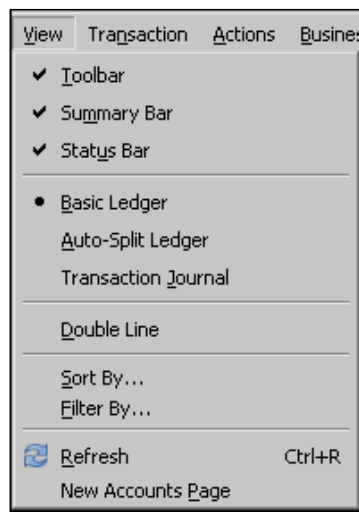 View Transaction Actions Busines
Toolbar
Summary Bar
Status Bar
Basic Ledger
Auto-Split Ledger
Transaction Journal
Double Line
Sort By...
Filter By...
Refresh Ctrl+R
New Accounts Page